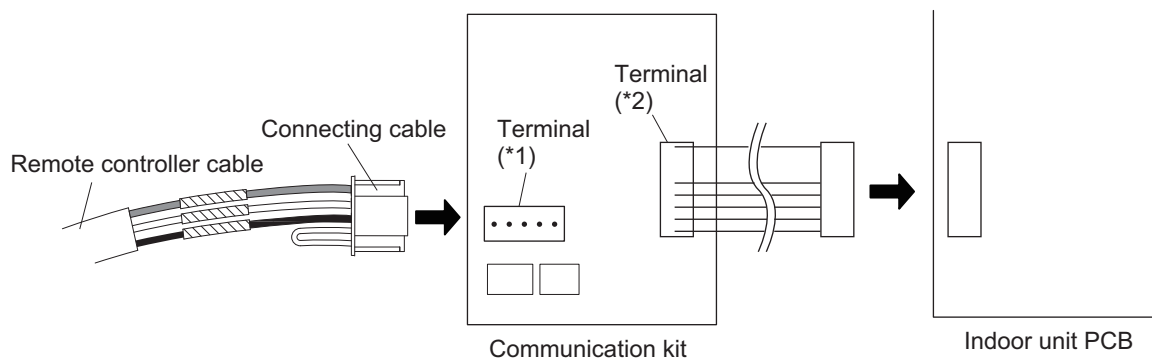 Terminal
(*2)
Connecting cable
Terminal
(*1)
Remote controller cable
Communication kit
Indoor unit PCB